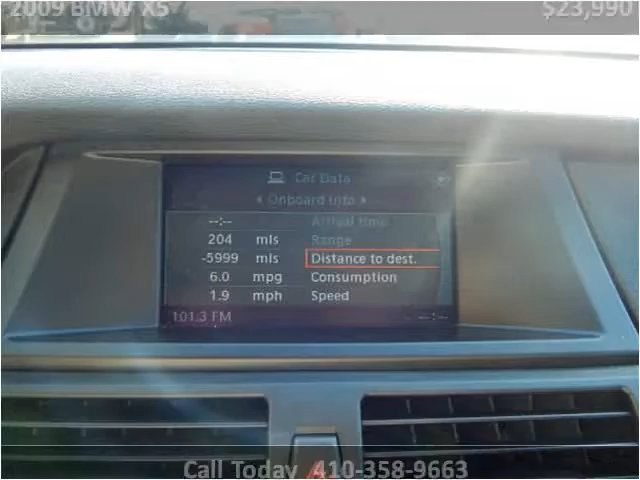 2009 BMW X5 $23,990
Car Data
Onboard info
--:-- Arrival time
204 mls Range
-5999 mls Distance to dest.
6.0 mpg Consumption
1.9 mph Speed
101.3 FM --:--
Call Today 410-358-9663